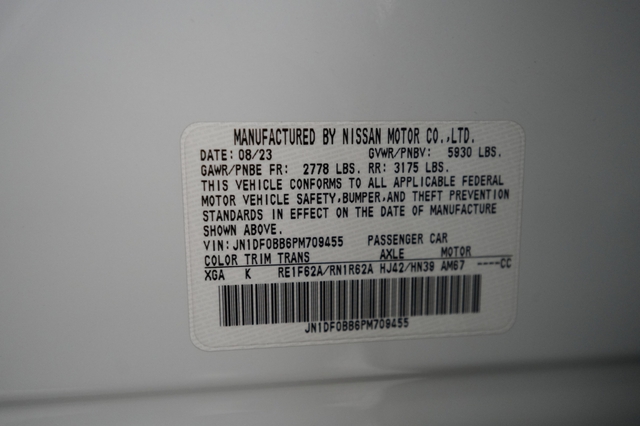 MANUFACTURED BY NISSAN MOTOR CO.,LTD.
DATE: 08/23 GVWR/PNBV: 5930 LBS.
GAWR/PNBE FR: 2778 LBS. RR: 3175 LBS.
THIS VEHICLE CONFORMS TO ALL APPLICABLE FEDERAL
MOTOR VEHICLE SAFETY,BUMPER,AND THEFT PREVENTION
STANDARDS IN EFFECT ON THE DATE OF MANUFACTURE
SHOWN ABOVE.
VIN: JN1DF0BB6PM709455 PASSENGER CAR
COLOR TRIM TRANS AXLE MOTOR
XGA K RE1F62A/RN1R62A HJ42/HN39 AM67 ----CC
JN1DF0BB6PM709455